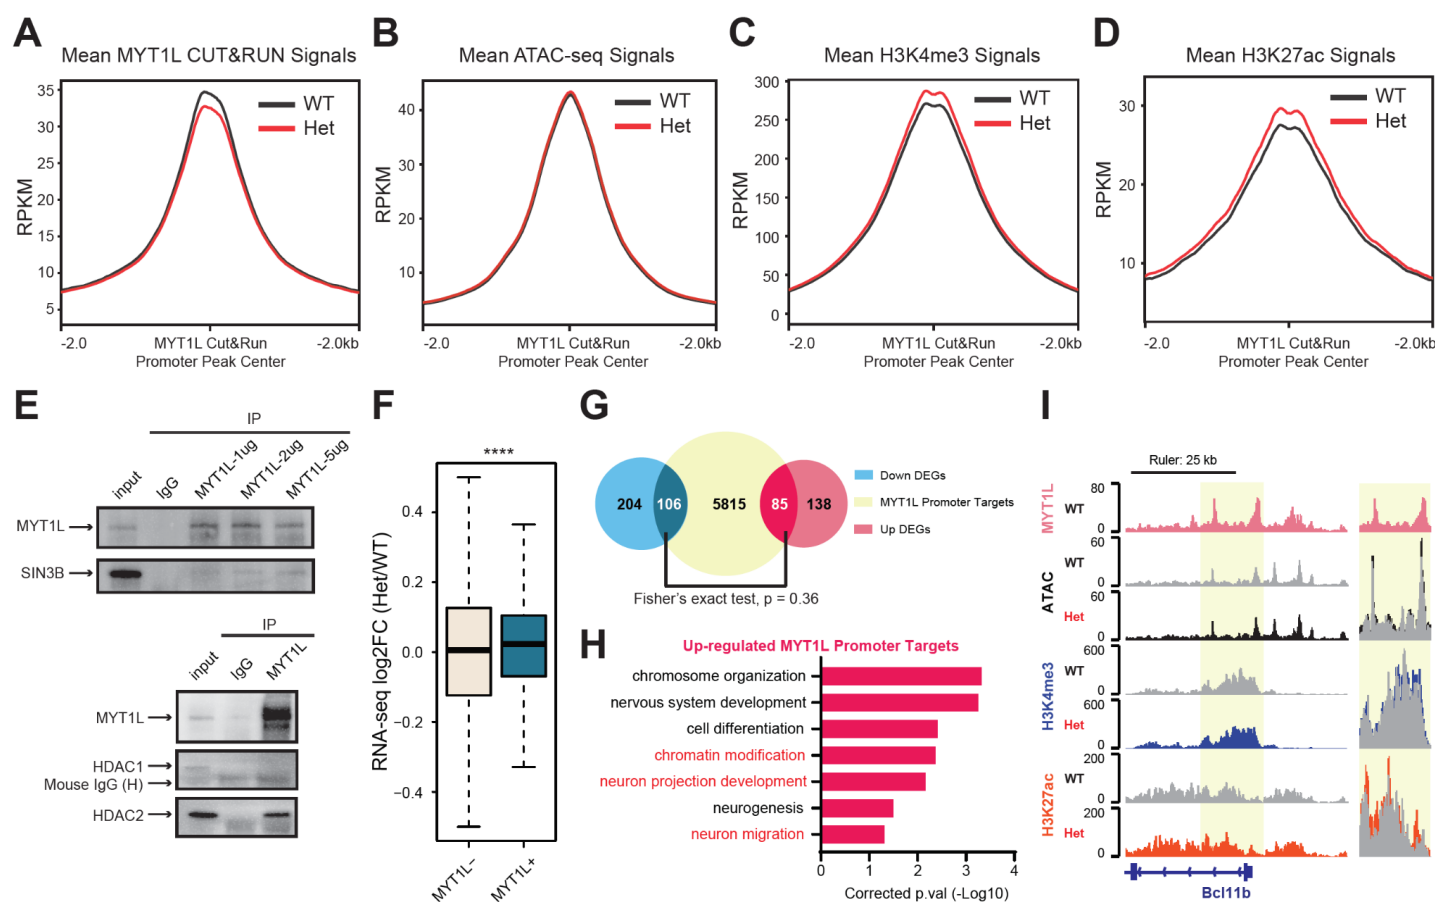 A
Mean MYT1L CUT&RUN Signals
WT
Het
RPKM
35
30
25
20
15
10
5
-2.0
MYT1L Cut&Run
Promoter Peak Center
-2.0kb
B
Mean ATAC-seq Signals
WT
Het
RPKM
40
30
20
10
-2.0
MYT1L Cut&Run
Promoter Peak Center
-2.0kb
C
Mean H3K4me3 Signals
WT
Het
RPKM
300
250
200
150
100
50
0
-2.0
MYT1L Cut&Run
Promoter Peak Center
-2.0kb
D
Mean H3K27ac Signals
WT
Het
RPKM
30
20
10
-2.0
MYT1L Cut&Run
Promoter Peak Center
-2.0kb
E
IP
input
IgG
MYT1L-1ug
MYT1L-2ug
MYT1L-5ug
MYT1L
SIN3B
IP
input
IgG
MYT1L
MYT1L
HDAC1
Mouse IgG (H)
HDAC2
F
****
RNA-seq log2FC (Het/WT)
0.4
0.2
0.0
−0.2
−0.4
MYT1L−
MYT1L+
G
204
106
5815
85
138
Down DEGs
MYT1L Promoter Targets
Up DEGs
Fisher's exact test, p = 0.36
H
Up-regulated MYT1L Promoter Targets
chromosome organization
nervous system development
cell differentiation
chromatin modification
neuron projection development
neurogenesis
neuron migration
0 1 2 3 4
Corrected p.val (-Log10)
I
Ruler: 25 kb
MYT1L
WT
80
0
ATAC
WT
60
0
Het
60
0
H3K4me3
WT
600
0
Het
600
0
H3K27ac
WT
200
0
Het
200
0
Bcl11b